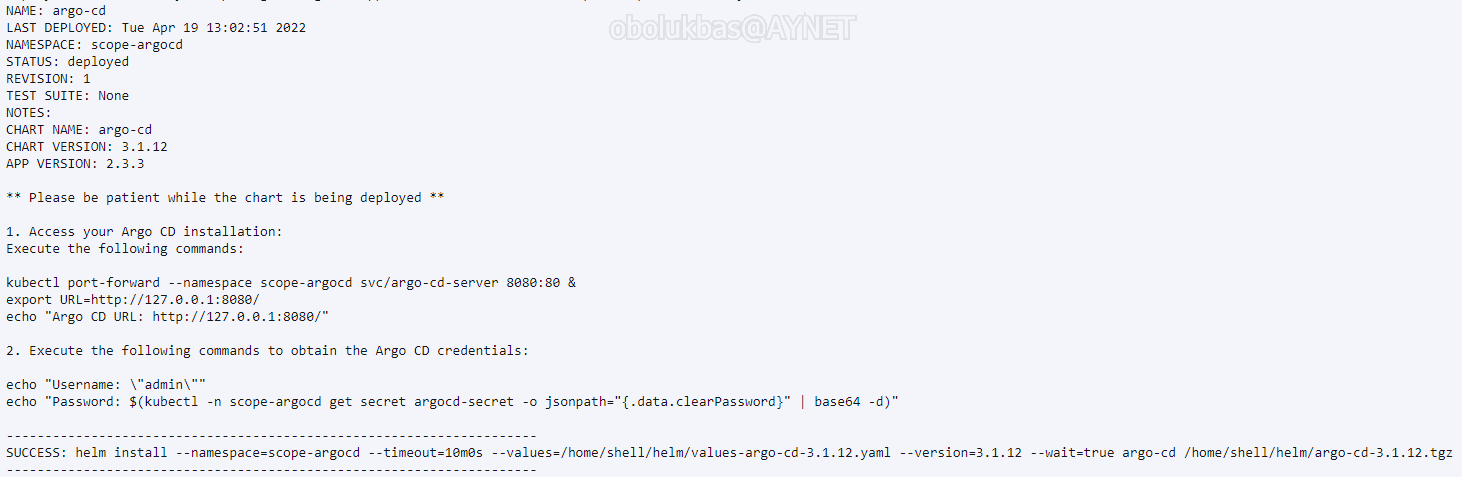 obolukbas@AYNET
NAME: argo-cd
LAST DEPLOYED: Tue Apr 19 13:02:51 2022
NAMESPACE: scope-argocd
STATUS: deployed
REVISION: 1
TEST SUITE: None
NOTES:
CHART NAME: argo-cd
CHART VERSION: 3.1.12
APP VERSION: 2.3.3
** Please be patient while the chart is being deployed **
1. Access your Argo CD installation:
Execute the following commands:
kubectl port-forward --namespace scope-argocd svc/argo-cd-server 8080:80 &
export URL=http://127.0.0.1:8080/
echo "Argo CD URL: http://127.0.0.1:8080/"
2. Execute the following commands to obtain the Argo CD credentials:
echo "Username: \"admin\""
echo "Password: $(kubectl -n scope-argocd get secret argocd-secret -o jsonpath="{.data.clearPassword}" | base64 -d)"
---------------------------------------------------------------------
SUCCESS: helm install --namespace=scope-argocd --timeout=10m0s --values=/home/shell/helm/values-argo-cd-3.1.12.yaml --version=3.1.12 --wait=true argo-cd /home/shell/helm/argo-cd-3.1.12.tgz
---------------------------------------------------------------------